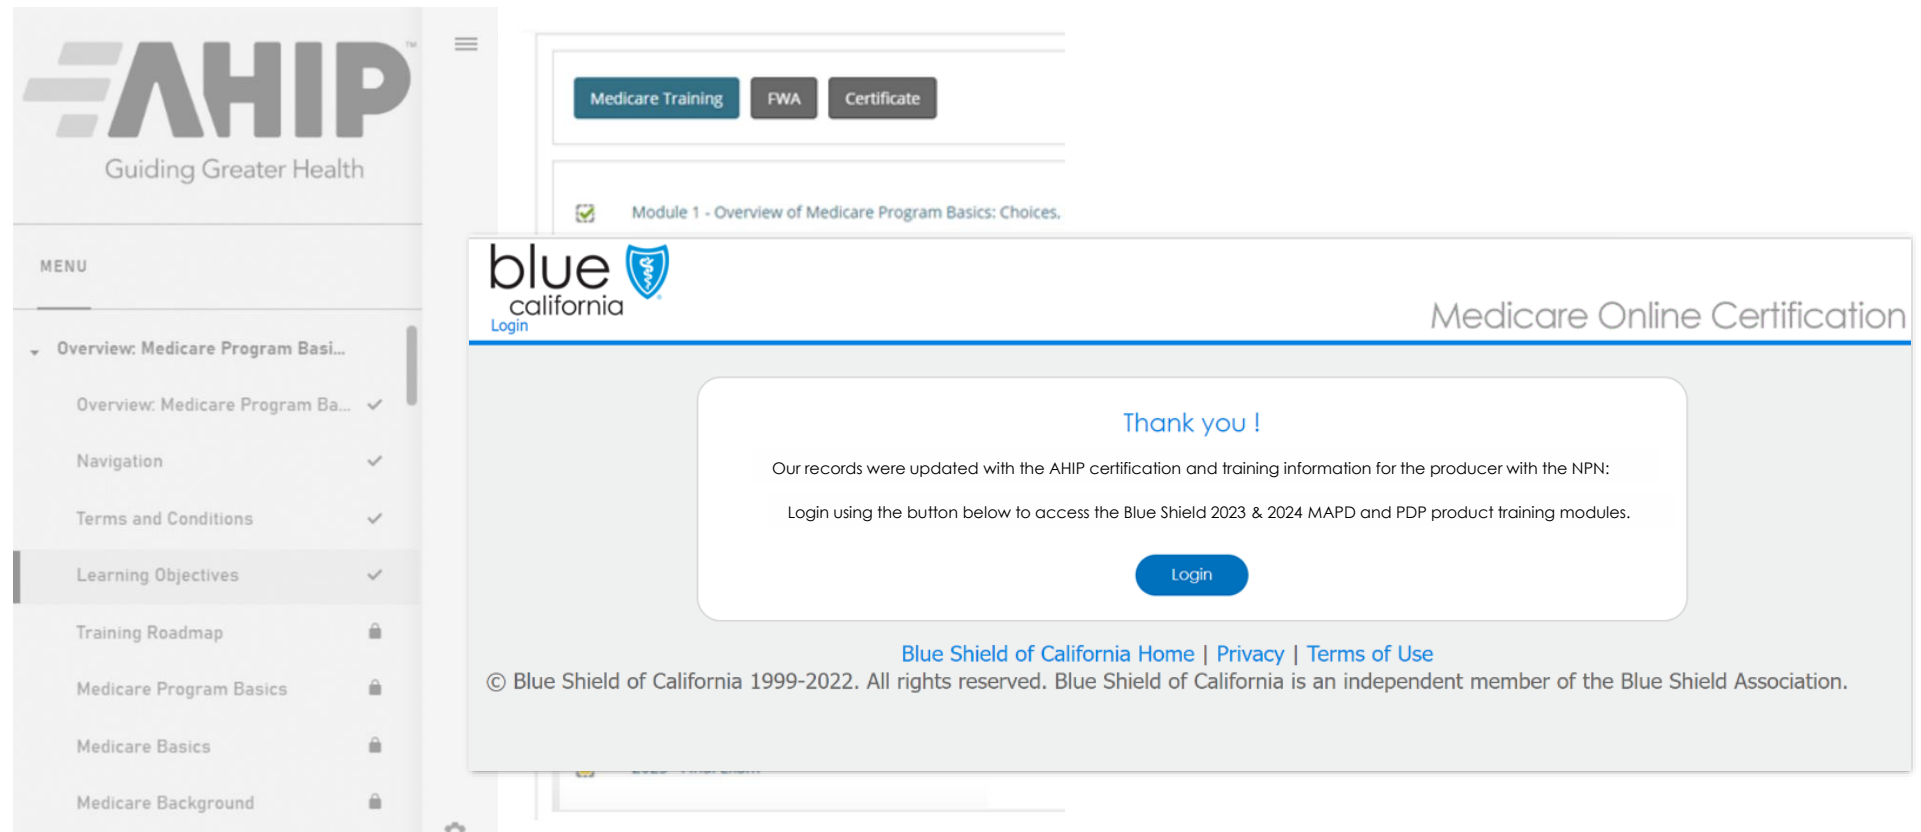 AHIP™
Guiding Greater Health
MENU
Overview: Medicare Program Basi...
Overview: Medicare Program Ba...
Navigation
Terms and Conditions
Learning Objectives
Training Roadmap
Medicare Program Basics
Medicare Basics
Medicare Background
Medicare Training
FWA
Certificate
Module 1 - Overview of Medicare Program Basics: Choices,
blue
california
Login
Medicare Online Certification
Thank you !
Our records were updated with the AHIP certification and training information for the producer with the NPN:
Login using the button below to access the Blue Shield 2023 & 2024 MAPD and PDP product training modules.
Login
Blue Shield of California Home | Privacy | Terms of Use
© Blue Shield of California 1999-2022. All rights reserved. Blue Shield of California is an independent member of the Blue Shield Association.